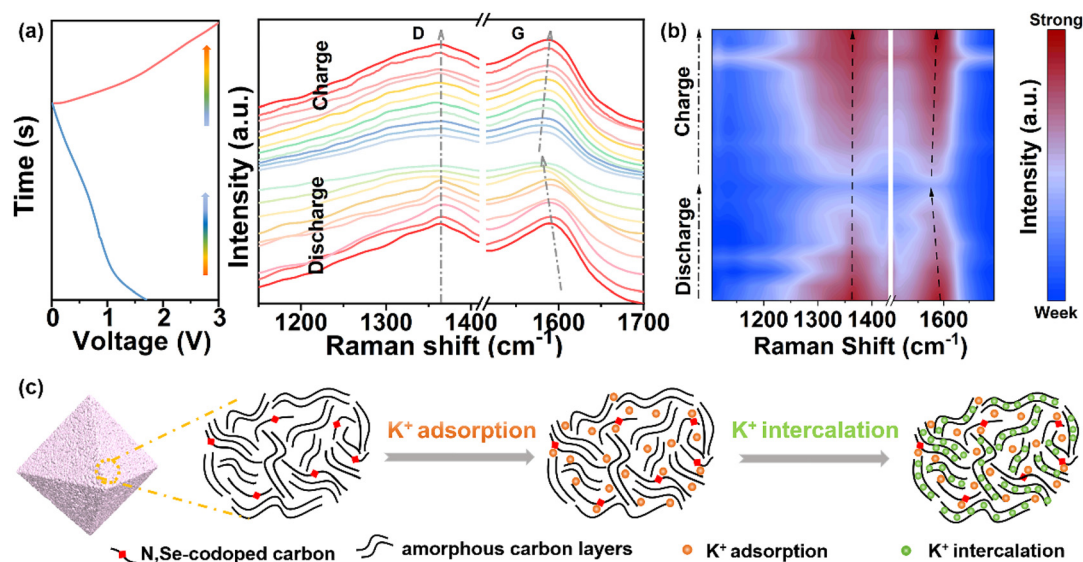 (a)
Time (s)
0 1 2 3
Voltage (V)
Intensity (a.u.)
Charge
Discharge
D
G
1150 1200 1300 1400 1600 1700
Raman shift (cm-1)
(b)
Charge
Discharge
1200 1300 1400 1600
Raman Shift (cm-1)
Strong
Intensity (a.u.)
Week
(c)
K+ adsorption
K+ intercalation
N,Se-codoped carbon
amorphous carbon layers
K+ adsorption
K+ intercalation